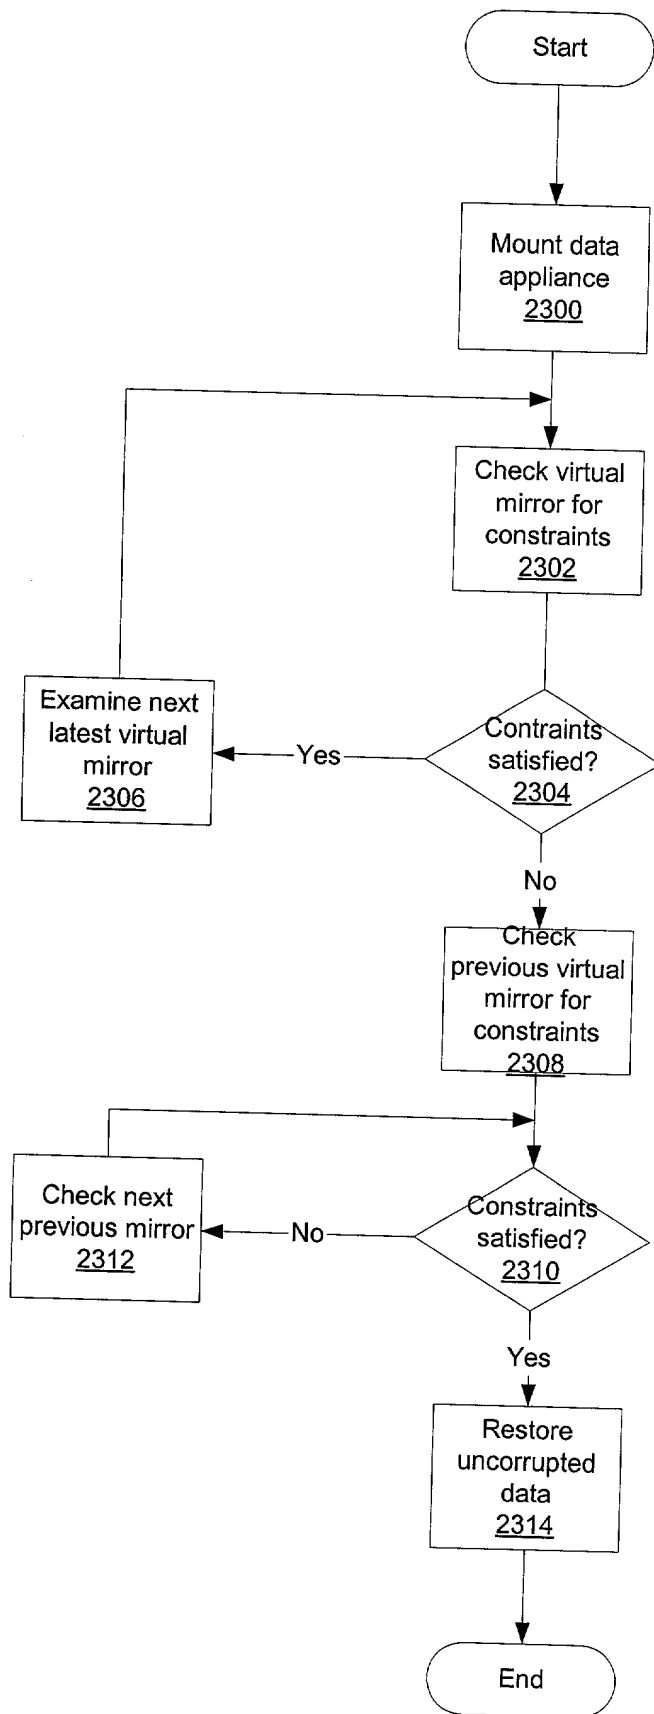 Start
Mount data
appliance
2300
Check virtual
mirror for
constraints
2302
Contraints
satisfied?
2304
Yes
Examine next
latest virtual
mirror
2306
No
Check
previous virtual
mirror for
constraints
2308
Constraints
satisfied?
2310
No
Check next
previous mirror
2312
Yes
Restore
uncorrupted
data
2314
End